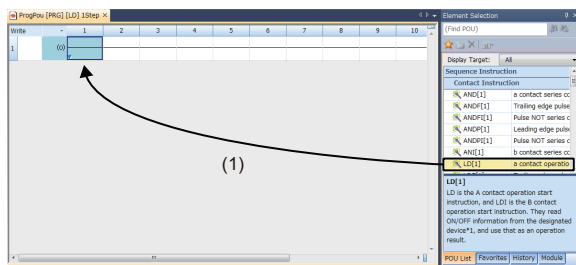 ProgPou [PRG] [LD] 1Step
Element Selection
Write 1 2 3 4 5 6 7 8 9 10
(Find POU)
1 (0)
Display Target: All
Sequence Instruction
Contact Instruction
AND[1] a contact series c
ANDF[1] Trailing edge pulse
ANDFI[1] Pulse NOT series c
ANDP[1] Leading edge puls
ANDPI[1] Pulse NOT series c
ANI[1] b contact series cc
LD[1] a contact operatio
(1)
LD[1]
LD is the A contact
operation start
instruction, and LDI is the B contact
operation start instruction. They read
ON/OFF information from the designated
device*1, and use that as an operation
result.
POU List Favorites History Module